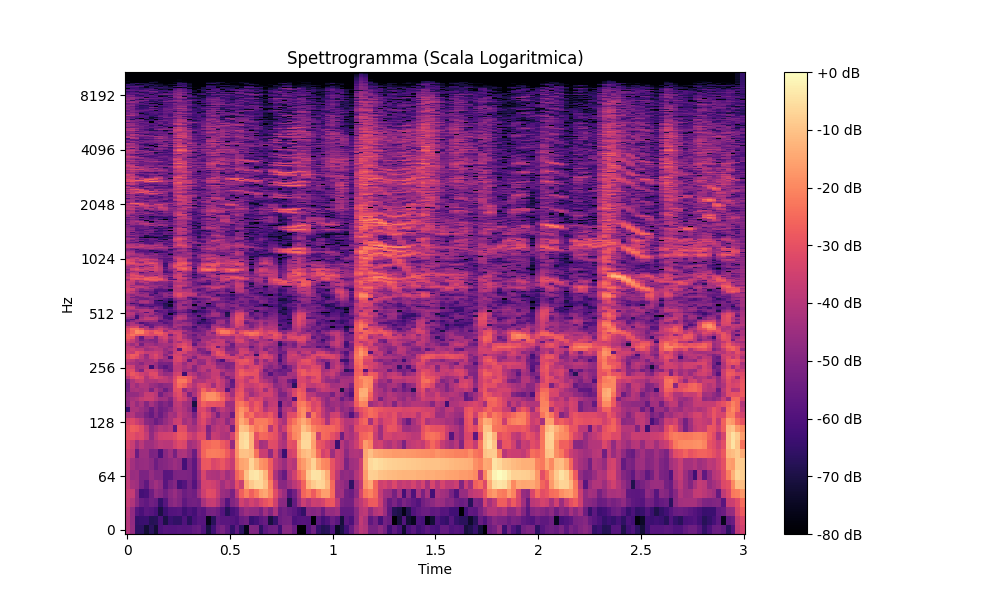 Spettrogramma (Scala Logaritmica)
8192
4096
2048
1024
512
256
128
64
0
Hz
0
0.5
1
1.5
2
2.5
3
Time
+0 dB
-10 dB
-20 dB
-30 dB
-40 dB
-50 dB
-60 dB
-70 dB
-80 dB